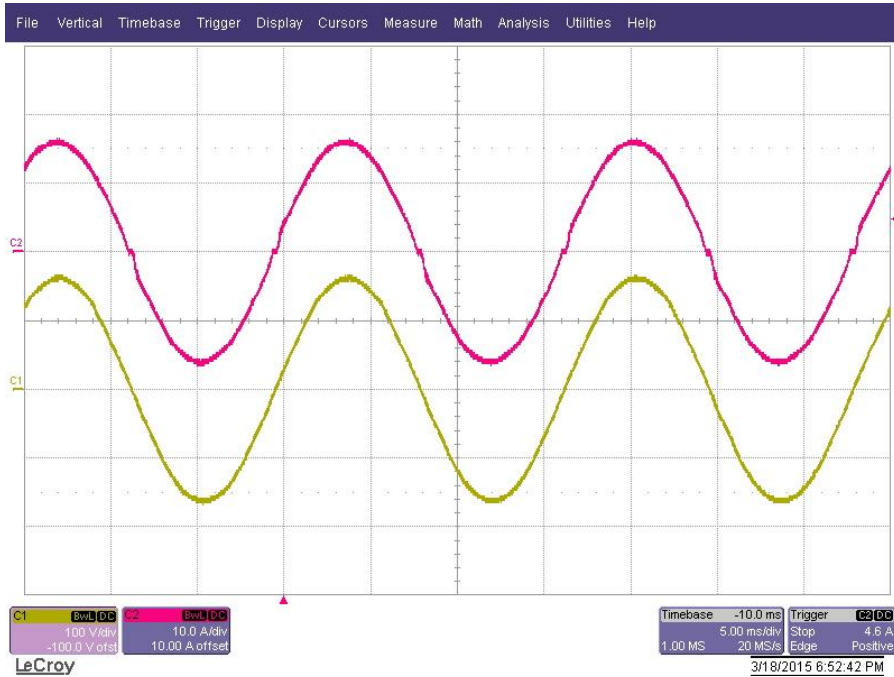 File Vertical Timebase Trigger Display Cursors Measure Math Analysis Utilities Help
C2
C1
C1 BwL DC
100 V/div
-100.0 V ofst
C2 BwL DC
10.0 A/div
10.00 A offset
Timebase -10.0 ms
5.00 ms/div
1.00 MS 20 MS/s
Trigger C2 DC
Stop 4.6 A
Edge Positive
LeCroy
3/18/2015 6:52:42 PM